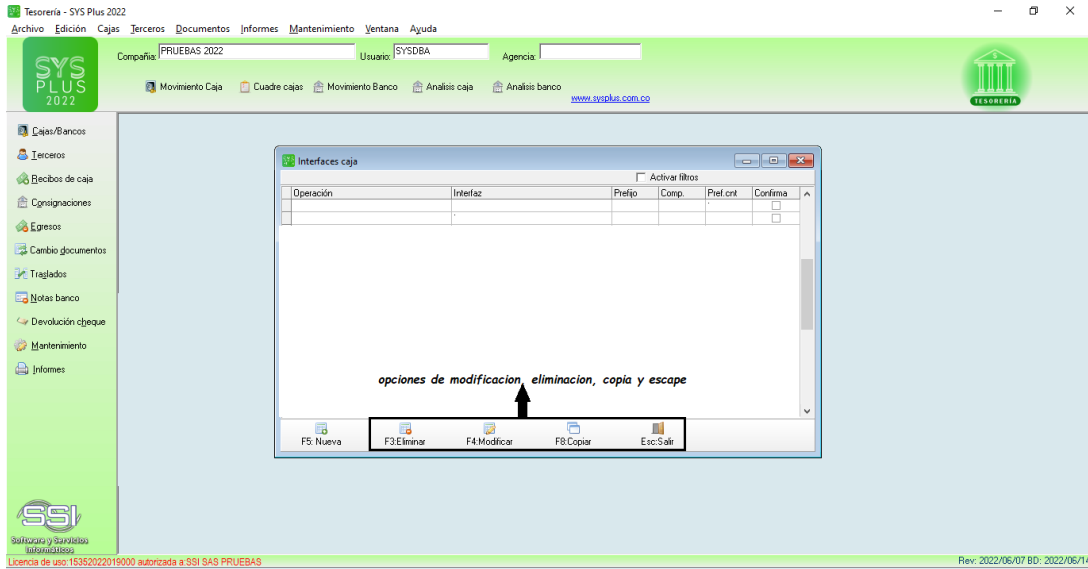 Tesorería - SYS Plus 2022
Archivo Edición Cajas Terceros Documentos Informes Mantenimiento Ventana Ayuda
SYS
PLUS
2022
Compañia: PRUEBAS 2022 Usuario: SYSDBA Agencia:
Movimiento Caja Cuadre cajas Movimiento Banco Analisis caja Analisis banco
www.sysplus.com.co
TESORERIA
Cajas/Bancos
Terceros
Recibos de caja
Consignaciones
Egresos
Cambio documentos
Traslados
Notas banco
Devolución cheque
Mantenimiento
Informes
Interfaces caja
Activar filtros
Operación Interfaz Prefijo Comp. Pref.cnt Confirma
opciones de modificacion, eliminacion, copia y escape
F5: Nueva F3:Eliminar F4:Modificar F8:Copiar Esc:Salir
SSI
Software y Servicios
Informáticos
Licencia de uso:15352022019000 autorizada a:SSI SAS PRUEBAS
Rev: 2022/06/07 BD: 2022/06/14